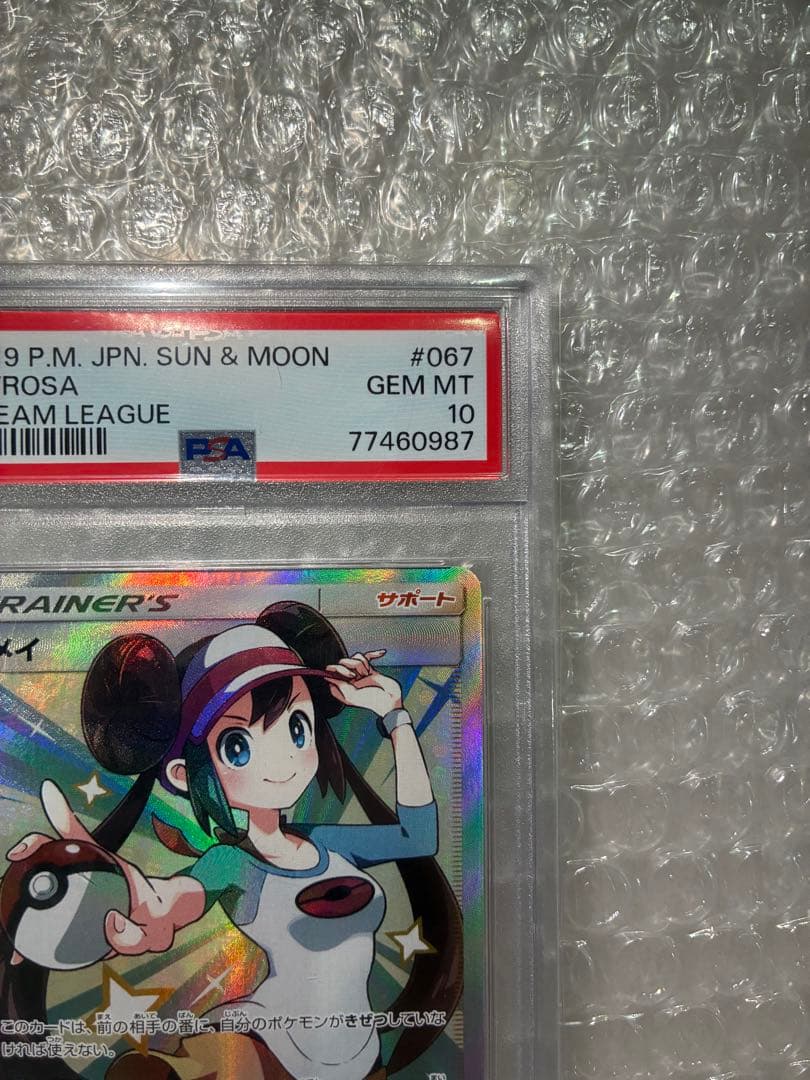 19 P.M. JPN. SUN & MOON #067
/ROSA GEM MT
EAM LEAGUE 10
PSA 77460987
RAINER'S サポート
メイ
このカードは、前の相手の番に、自分のポケモンがきぜつしていな
ければ使えない。